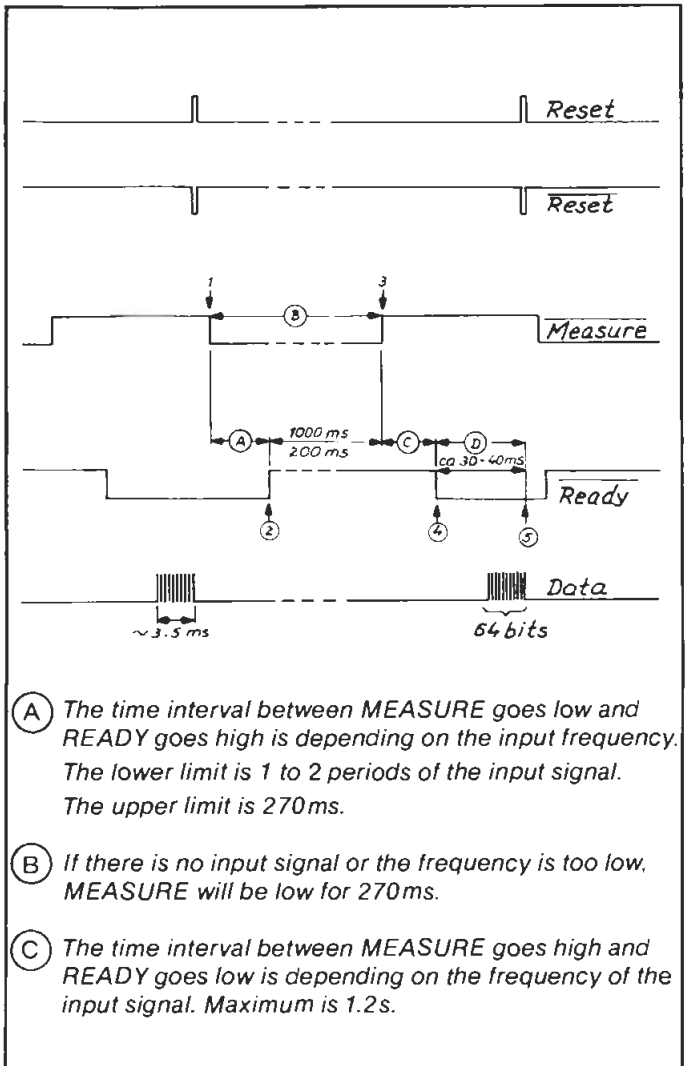 Reset
Reset
1
3
B
Measure
A
1000 ms
200 ms
C
D
ca 30-40ms
Ready
2
4
5
Data
~3.5 ms
64 bits
A The time interval between MEASURE goes low and
READY goes high is depending on the input frequency.
The lower limit is 1 to 2 periods of the input signal.
The upper limit is 270ms.
B If there is no input signal or the frequency is too low,
MEASURE will be low for 270ms.
C The time interval between MEASURE goes high and
READY goes low is depending on the frequency of the
input signal. Maximum is 1.2s.